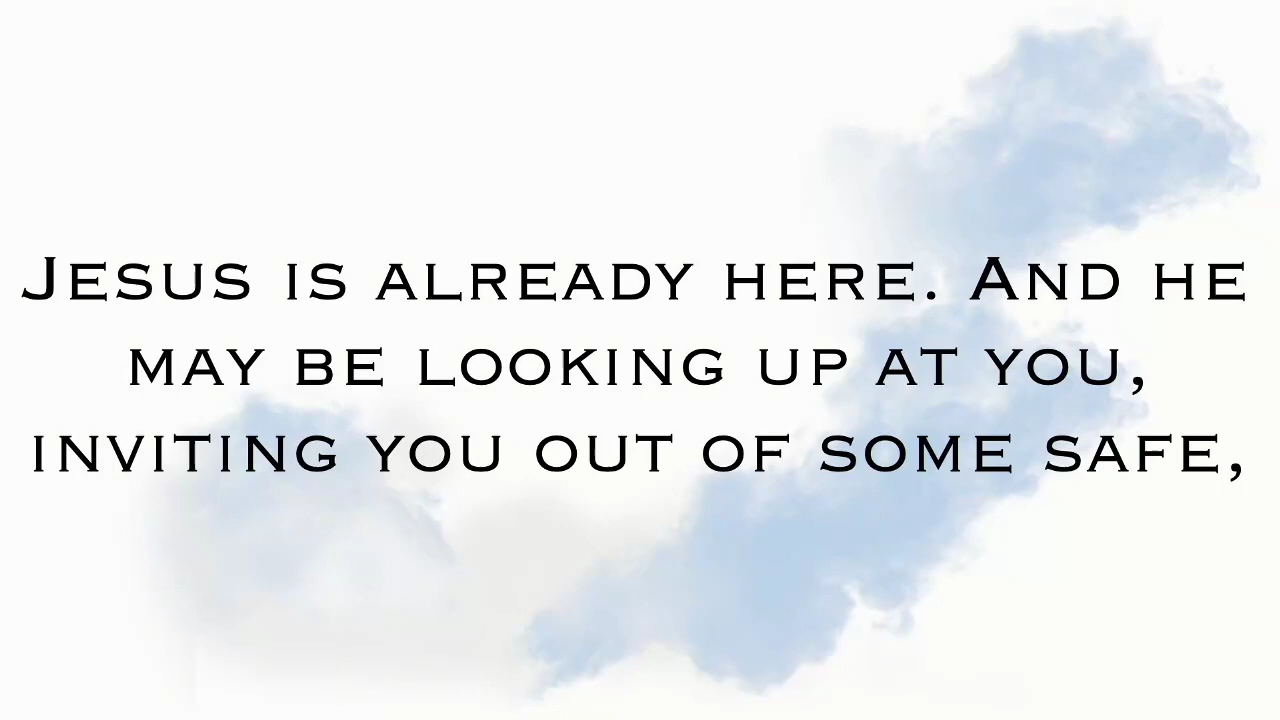 Jesus is already here. And he
may be looking up at you,
inviting you out of some safe,